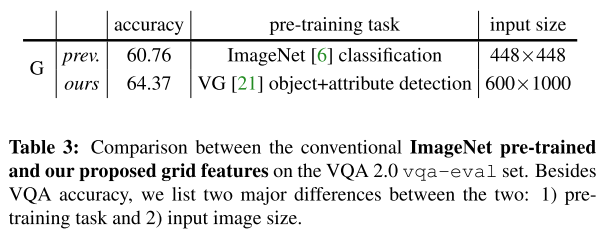 accuracy pre-training task input size
G prev. 60.76 ImageNet [6] classification 448×448
ours 64.37 VG [21] object+attribute detection 600×1000
Table 3: Comparison between the conventional ImageNet pre-trained
and our proposed grid features on the VQA 2.0 vqa-eval set. Besides
VQA accuracy, we list two major differences between the two: 1) pre-
training task and 2) input image size.